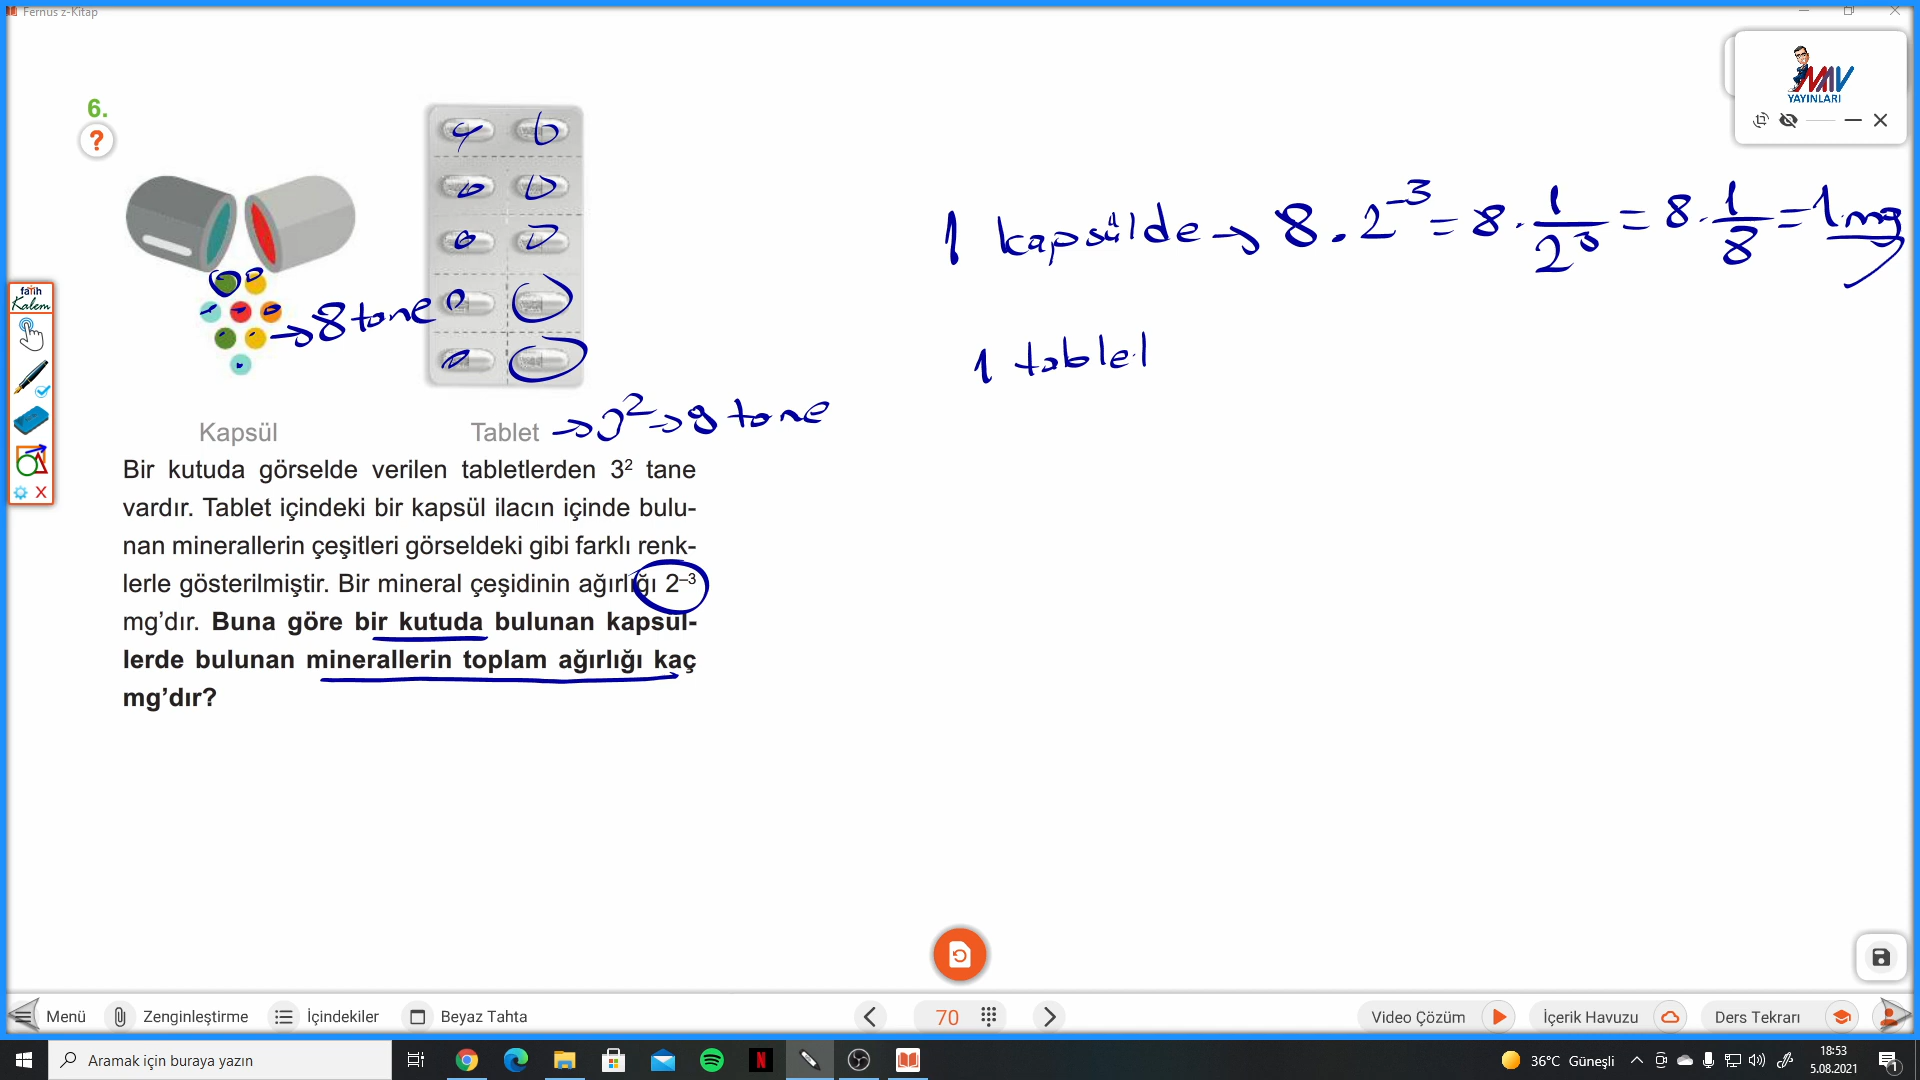 Fernus z-Kitap
MMV
YAYINLARI
6.
?
1 kapsülde → 8 . 2⁻³ = 8 . 1/2³ = 8 . 1/8 = 1 mg
fatih
Kalem
→ 8 tane
1 tablet
Kapsül
Tablet → 3² → 9 tane
Bir kutuda görselde verilen tabletlerden 3² tane
vardır. Tablet içindeki bir kapsül ilacın içinde bulu-
nan minerallerin çeşitleri görseldeki gibi farklı renk-
lerle gösterilmiştir. Bir mineral çeşidinin ağırlığı 2⁻³
mg’dır. Buna göre bir kutuda bulunan kapsül-
lerde bulunan minerallerin toplam ağırlığı kaç
mg’dır?
Menü Zenginleştirme İçindekiler Beyaz Tahta 70 Video Çözüm İçerik Havuzu Ders Tekrarı
Aramak için buraya yazın 36°C Güneşli 18:53
5.08.2021